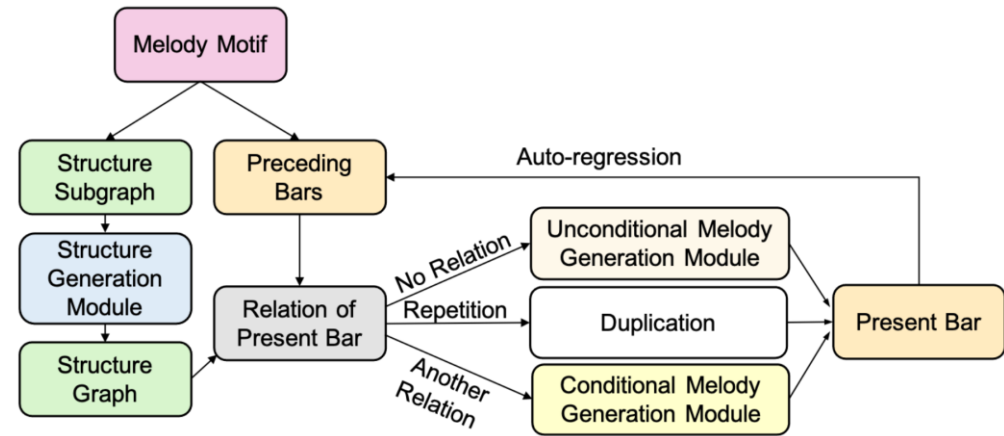 Melody Motif
Structure
Subgraph
Preceding
Bars
Auto-regression
Structure
Generation
Module
Structure
Graph
Relation of
Present Bar
No Relation
Repetition
Another
Relation
Unconditional Melody
Generation Module
Duplication
Conditional Melody
Generation Module
Present Bar